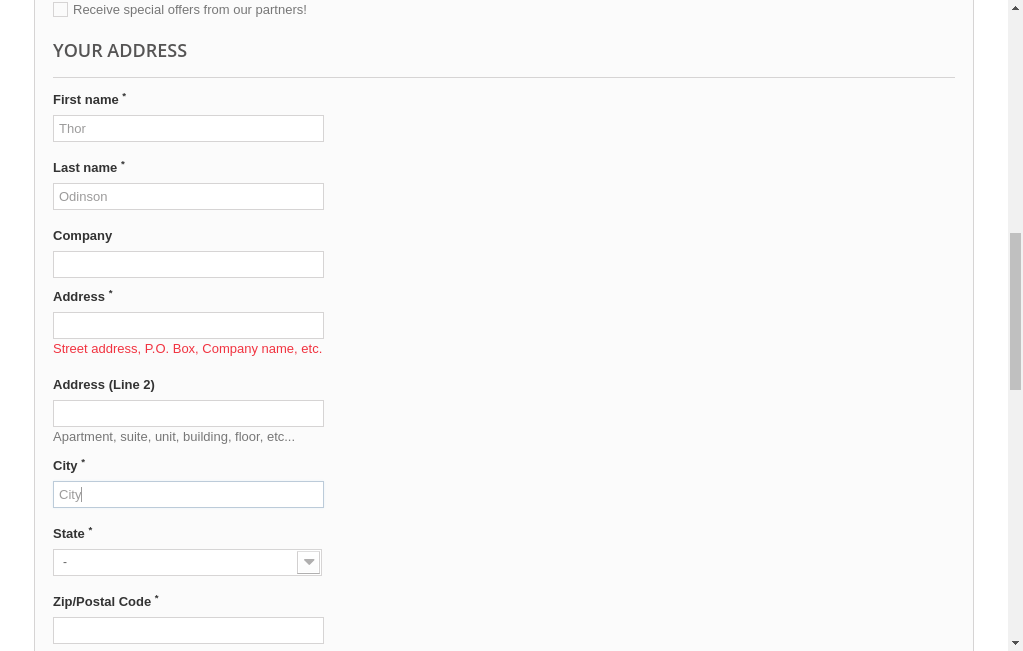 Receive special offers from our partners!
YOUR ADDRESS
First name *
Thor
Last name *
Odinson
Company
Address *
Street address, P.O. Box, Company name, etc.
Address (Line 2)
Apartment, suite, unit, building, floor, etc...
City *
City
State *
-
Zip/Postal Code *